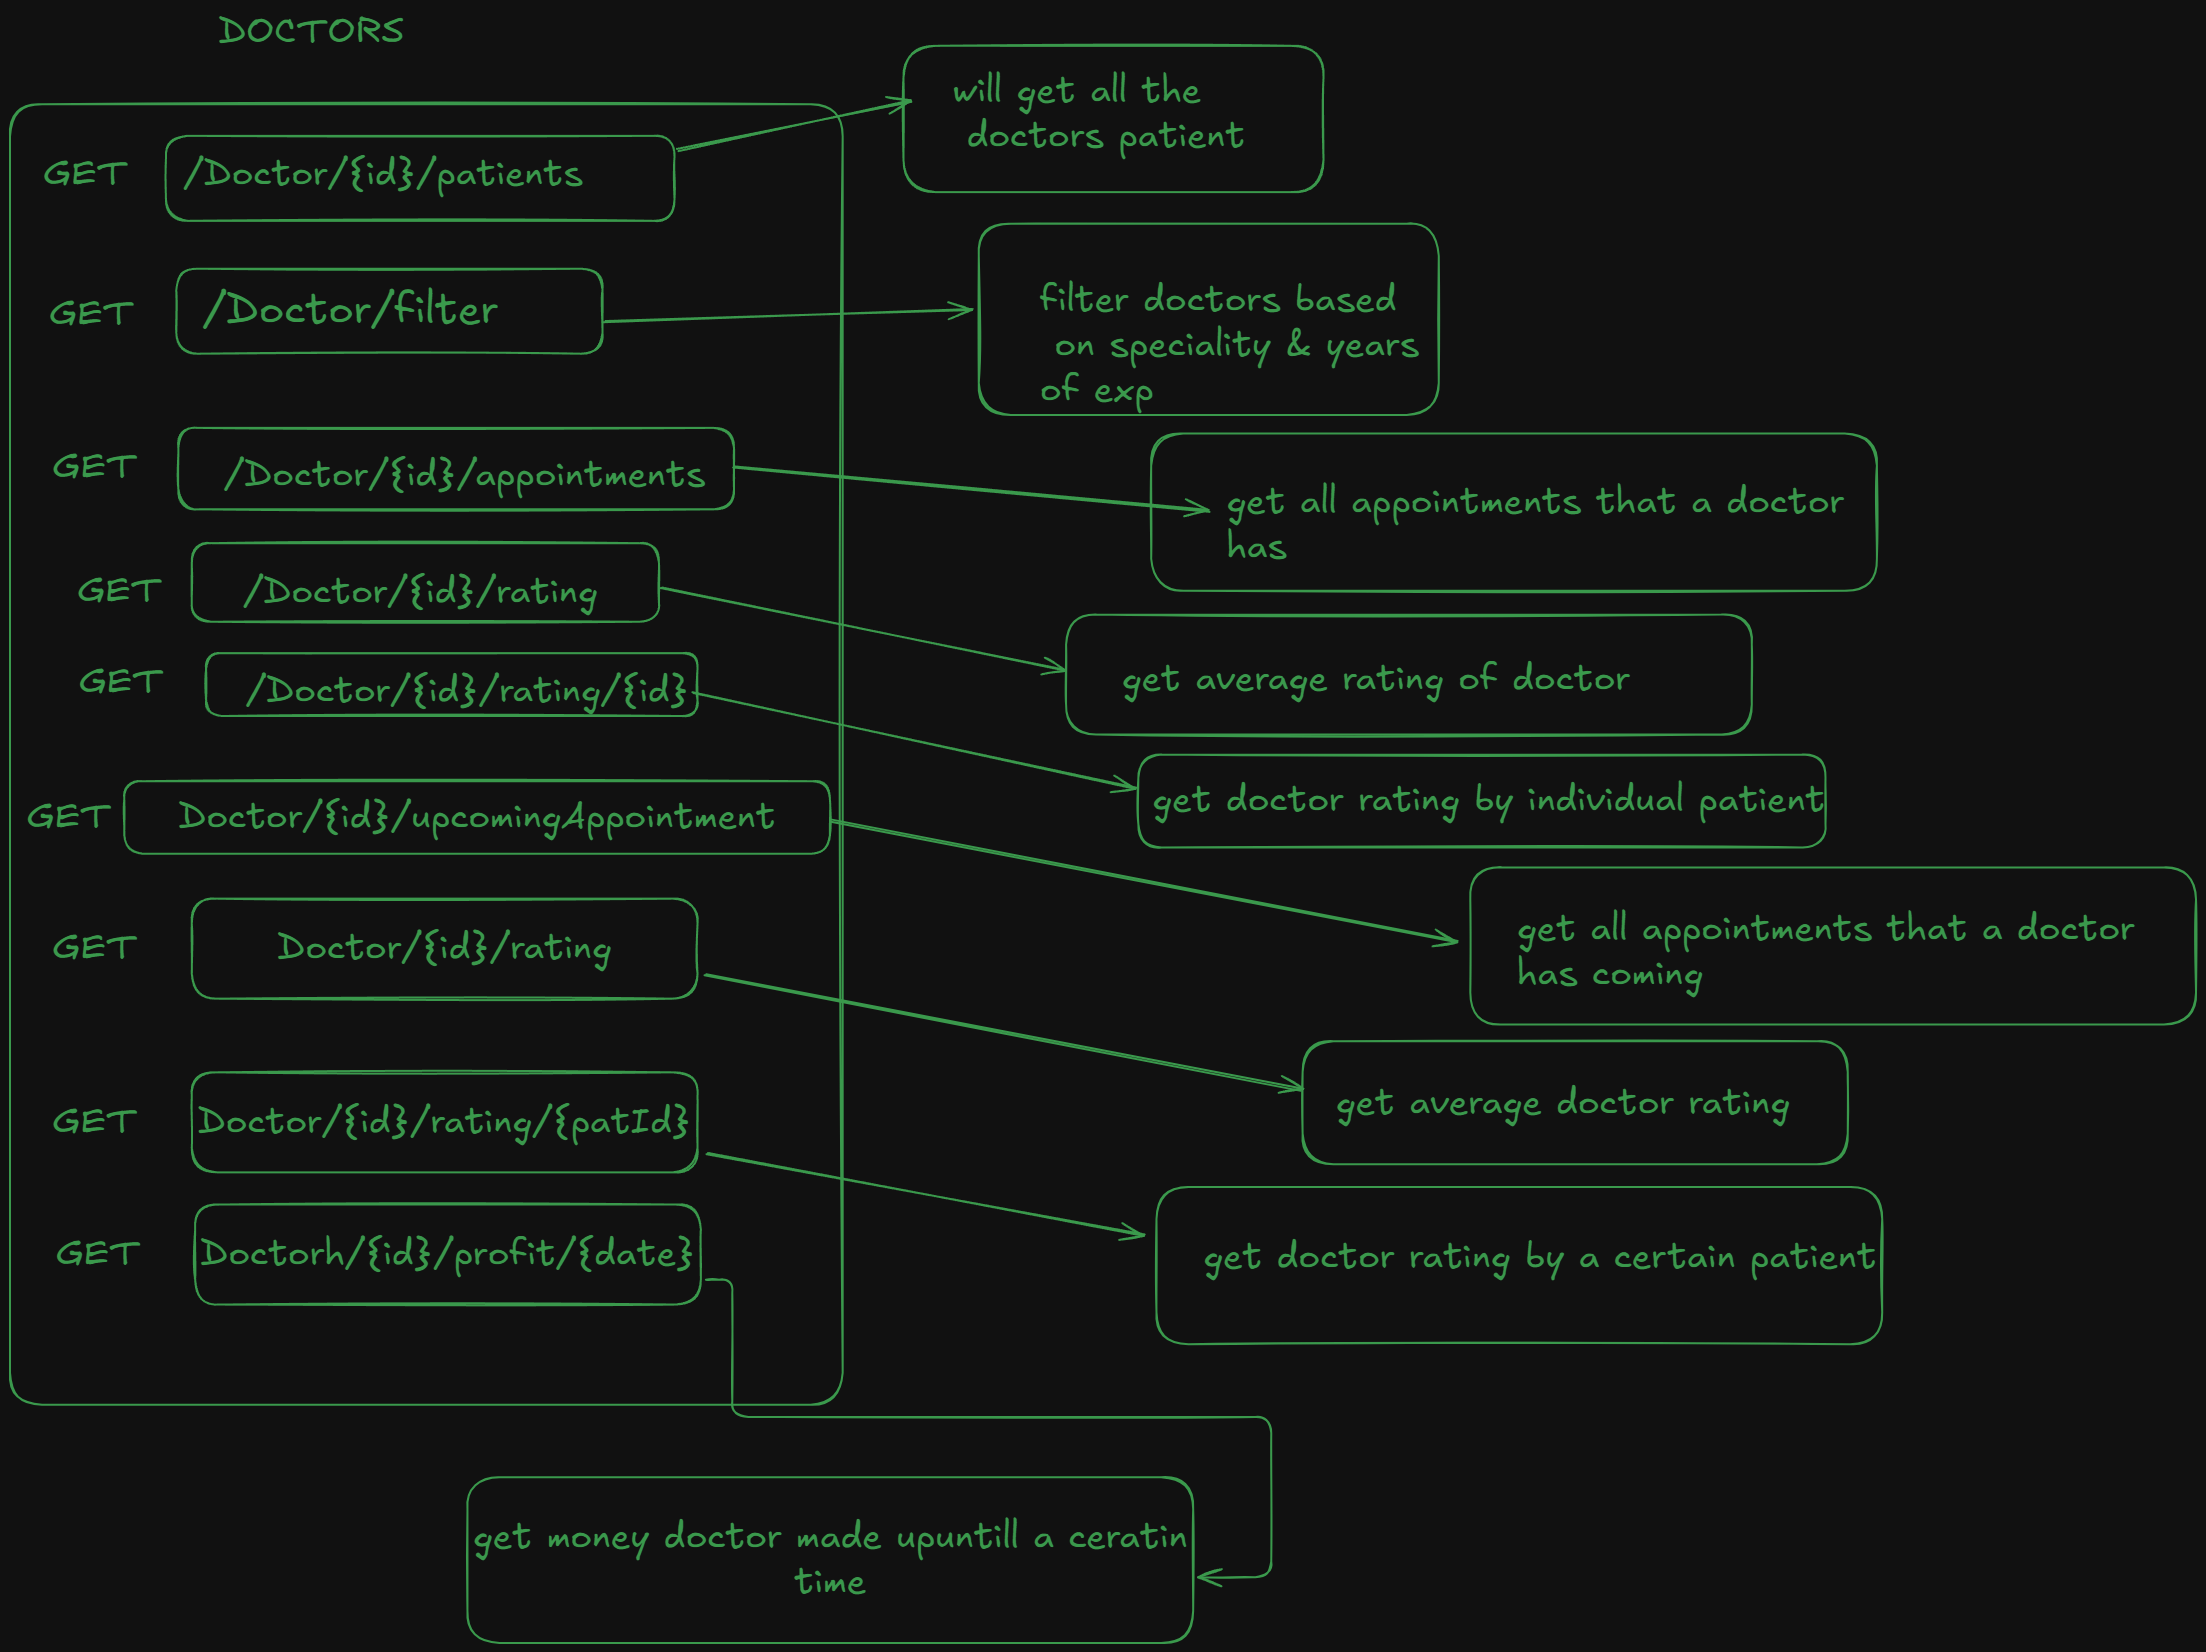 DOCTORS
will get all the
doctors patient
GET
/Doctor/{id}/patients
GET
/Doctor/filter
filter doctors based
on speciality & years
of exp
GET
/Doctor/{id}/appointments
get all appointments that a doctor
has
GET
/Doctor/{id}/rating
get average rating of doctor
GET
/Doctor/{id}/rating/{id}
get doctor rating by individual patient
GET
Doctor/{id}/upcomingAppointment
get all appointments that a doctor
has coming
GET
Doctor/{id}/rating
get average doctor rating
GET
Doctor/{id}/rating/{patId}
get doctor rating by a certain patient
GET
Doctorh/{id}/profit/{date}
get money doctor made upuntill a ceratin
time